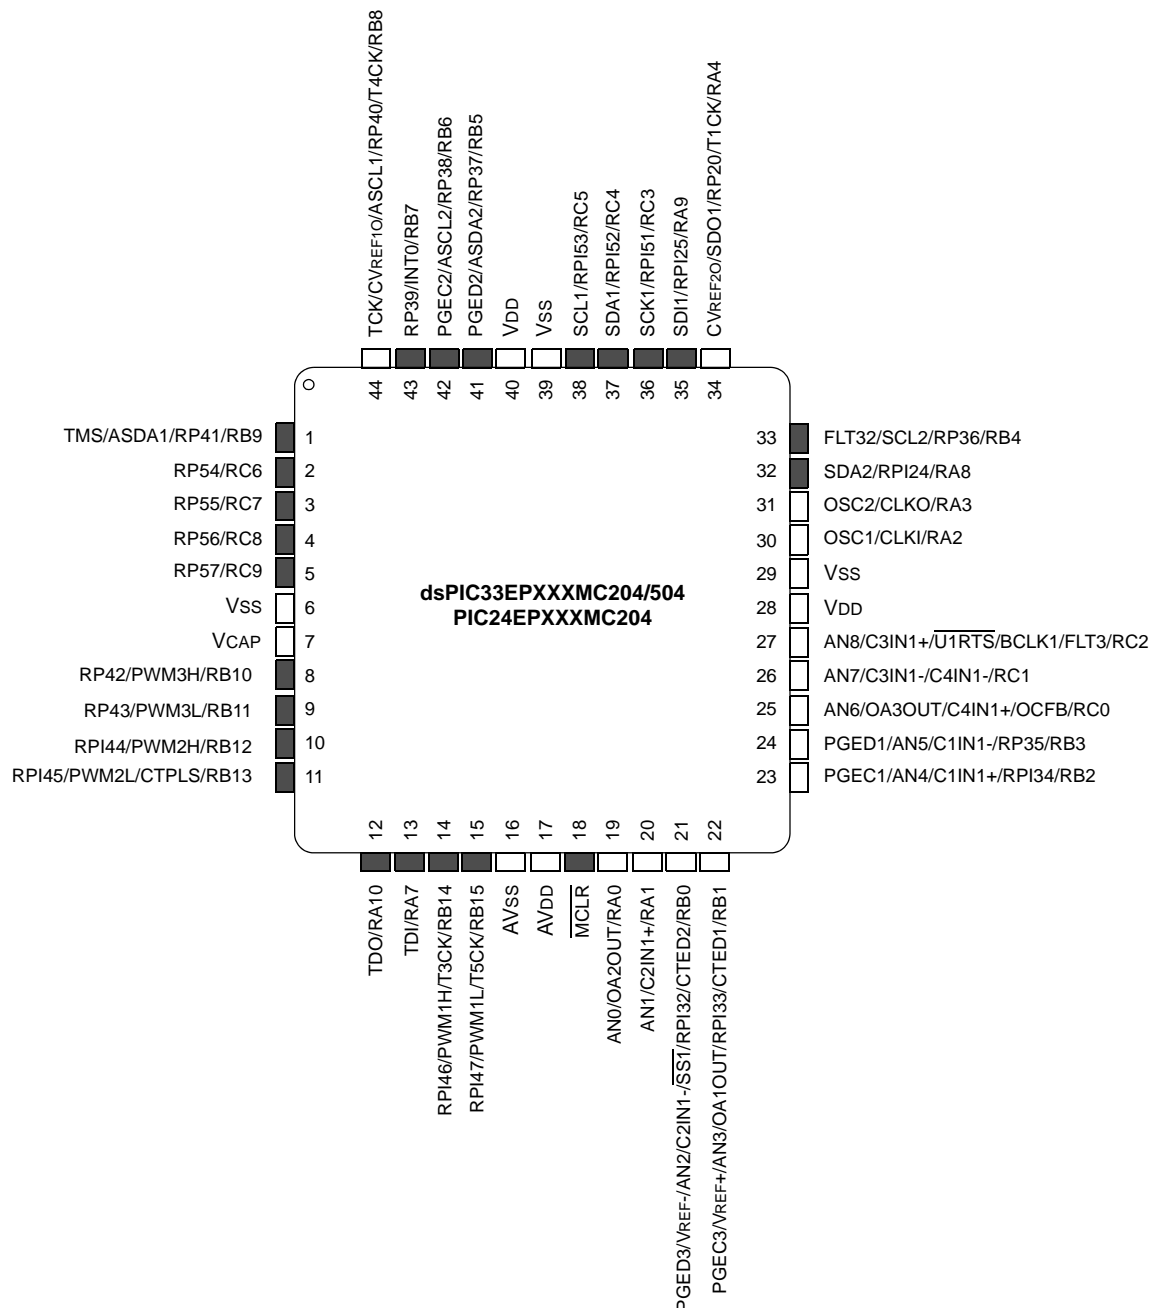 TCK/CVREF1O/ASCL1/RP40/T4CK/RB8
RP39/INT0/RB7
PGEC2/ASCL2/RP38/RB6
PGED2/ASDA2/RP37/RB5
VDD
VSS
SCL1/RPI53/RC5
SDA1/RPI52/RC4
SCK1/RPI51/RC3
SDI1/RPI25/RA9
CVREF2O/SDO1/RP20/T1CK/RA4
44 43 42 41 40 39 38 37 36 35 34
TMS/ASDA1/RP41/RB9 1
RP54/RC6 2
RP55/RC7 3
RP56/RC8 4
RP57/RC9 5
VSS 6
VCAP 7
RP42/PWM3H/RB10 8
RP43/PWM3L/RB11 9
RPI44/PWM2H/RB12 10
RPI45/PWM2L/CTPLS/RB13 11
dsPIC33EPXXXMC204/504
PIC24EPXXXMC204
33 FLT32/SCL2/RP36/RB4
32 SDA2/RPI24/RA8
31 OSC2/CLKO/RA3
30 OSC1/CLKI/RA2
29 VSS
28 VDD
27 AN8/C3IN1+/U1RTS/BCLK1/FLT3/RC2
26 AN7/C3IN1-/C4IN1-/RC1
25 AN6/OA3OUT/C4IN1+/OCFB/RC0
24 PGED1/AN5/C1IN1-/RP35/RB3
23 PGEC1/AN4/C1IN1+/RPI34/RB2
12 13 14 15 16 17 18 19 20 21 22
TDO/RA10
TDI/RA7
RPI46/PWM1H/T3CK/RB14
RPI47/PWM1L/T5CK/RB15
AVSS
AVDD
MCLR
AN0/OA2OUT/RA0
AN1/C2IN1+/RA1
PGED3/VREF-/AN2/C2IN1-/SS1/RPI32/CTED2/RB0
PGEC3/VREF+/AN3/OA1OUT/RPI33/CTED1/RB1